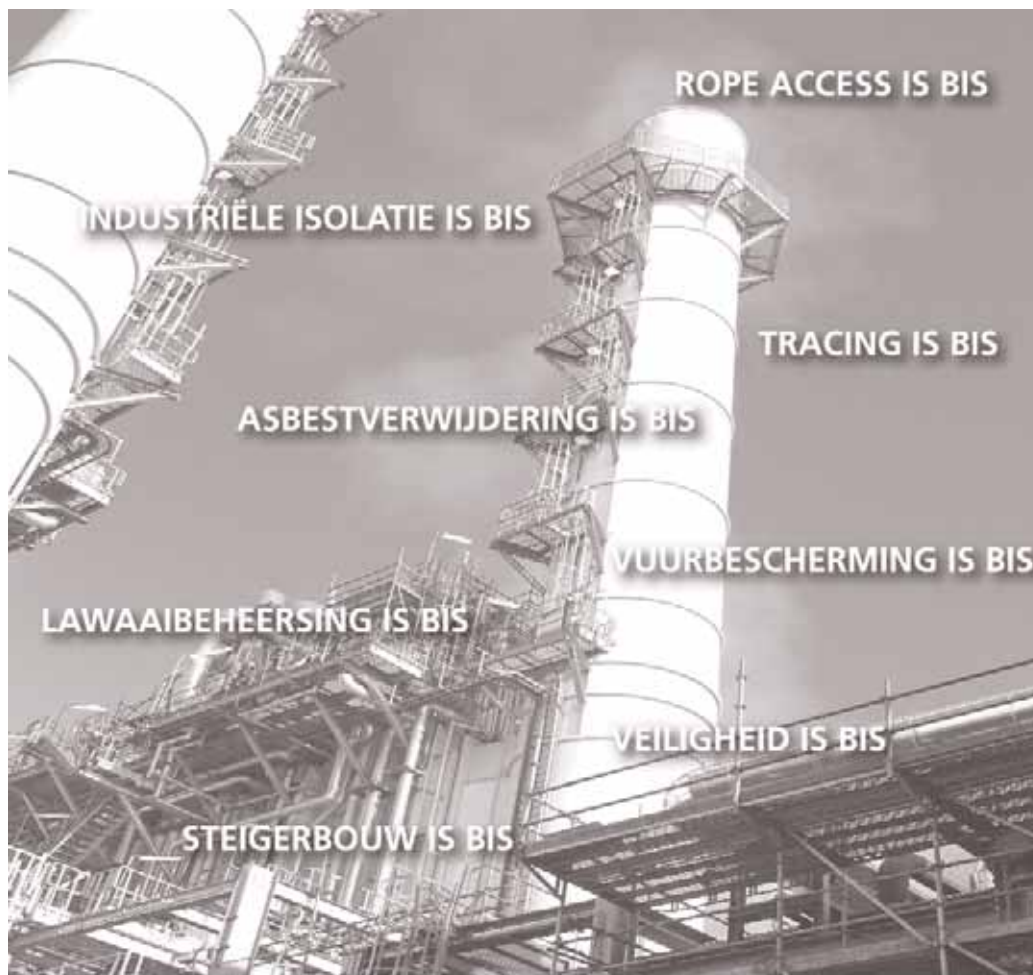 ROPE ACCESS IS BIS
INDUSTRIËLE ISOLATIE IS BIS
TRACING IS BIS
ASBESTVERWIJDERING IS BIS
VUURBESCHERMING IS BIS
LAWAAIBEHEERSING IS BIS
VEILIGHEID IS BIS
STEIGERBOUW IS BIS